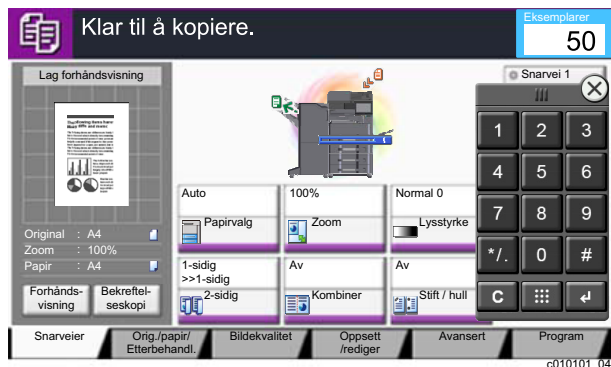 Klar til å kopiere.
Eksemplarer
50
Lag forhåndsvisning
Snarvei 1
Original : A4
Zoom : 100%
Papir : A4
Forhånds-
visning
Bekreftel-
seskopi
Auto
Papirvalg
100%
Zoom
Normal 0
Lysstyrke
1-sidig
>>1-sidig
2-sidig
Av
Kombiner
Av
Stift / hull
1 2 3
4 5 6
7 8 9
*/. 0 #
C
Snarveier
Orig./papir/
Etterbehandl.
Bildekvalitet
Oppsett
/rediger
Avansert
Program
c010101_04